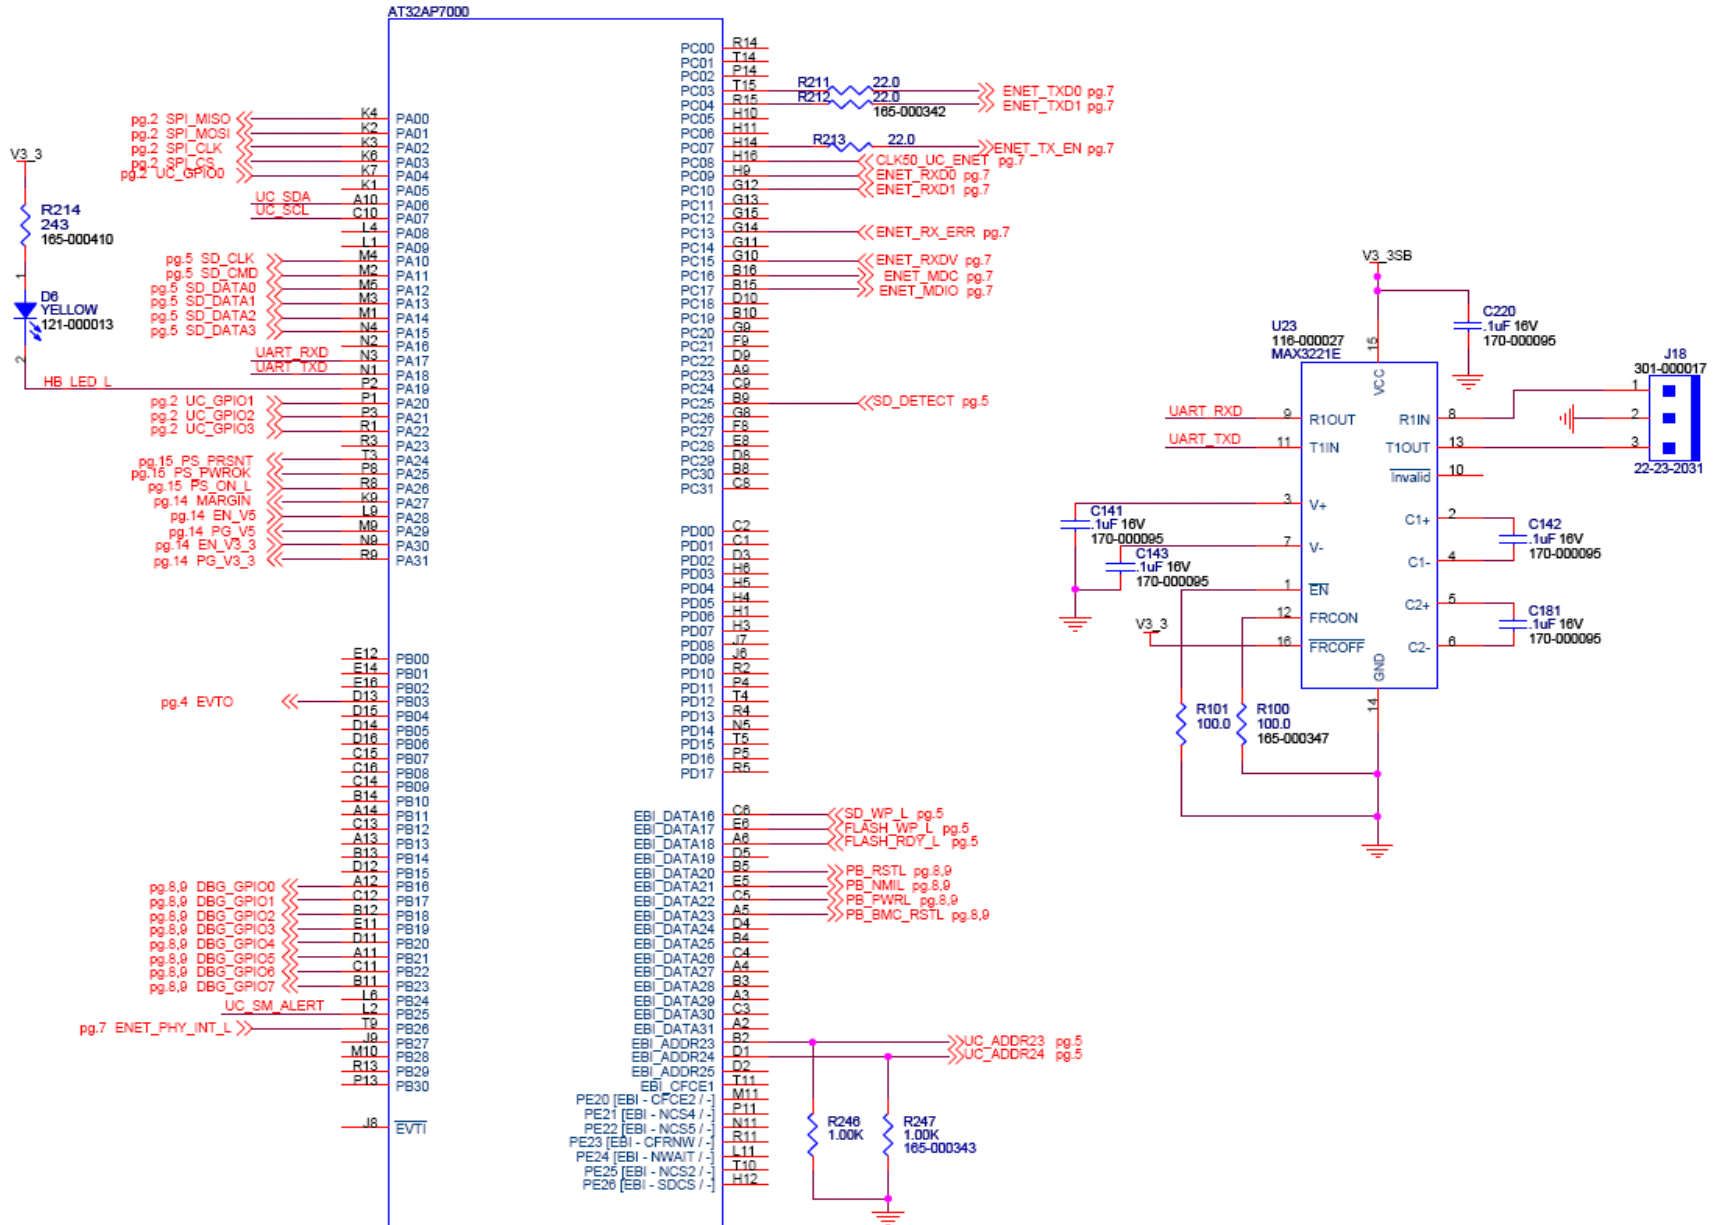 AT32AP7000
pg.2 SPI_MISO K4 PA00
pg.2 SPI_MOSI K2 PA01
pg.2 SPI_CLK K3 PA02
pg.2 SPI_CS K6 PA03
pg.2 UC_GPIO0 K7 PA04
K1 PA05
UC_SDA A10 PA06
UC_SCL C10 PA07
L4 PA08
L1 PA09
pg.5 SD_CLK M4 PA10
pg.5 SD_CMD M2 PA11
pg.5 SD_DATA0 M5 PA12
pg.5 SD_DATA1 M3 PA13
pg.5 SD_DATA2 M1 PA14
pg.5 SD_DATA3 N4 PA15
N2 PA16
UART_RXD N3 PA17
UART_TXD N1 PA18
HB_LED_L P2 PA19
pg.2 UC_GPIO1 P1 PA20
pg.2 UC_GPIO2 P3 PA21
pg.2 UC_GPIO3 R1 PA22
R3 PA23
pg.15 PS_PRSNT T3 PA24
pg.15 PS_PWROK P8 PA25
pg.15 PS_ON_L R8 PA26
pg.14 MARGIN K9 PA27
pg.14 EN_V5 L9 PA28
pg.14 PG_V5 M9 PA29
pg.14 EN_V3_3 N9 PA30
pg.14 PG_V3_3 R9 PA31
V3_3
R214
243
165-000410
1
D6
YELLOW
121-000013
2
E12 PB00
E14 PB01
E16 PB02
pg.4 EVTO D13 PB03
D15 PB04
D14 PB05
D16 PB06
C15 PB07
C16 PB08
C14 PB09
B14 PB10
A14 PB11
C13 PB12
A13 PB13
B13 PB14
D12 PB15
pg.8,9 DBG_GPIO0 A12 PB16
pg.8,9 DBG_GPIO1 C12 PB17
pg.8,9 DBG_GPIO2 B12 PB18
pg.8,9 DBG_GPIO3 E11 PB19
pg.8,9 DBG_GPIO4 D11 PB20
pg.8,9 DBG_GPIO5 A11 PB21
pg.8,9 DBG_GPIO6 C11 PB22
pg.8,9 DBG_GPIO7 B11 PB23
L6 PB24
UC_SM_ALERT L2 PB25
pg.7 ENET_PHY_INT_L T9 PB26
J9 PB27
M10 PB28
R13 PB29
P13 PB30
J8 EVTI
PC00 R14
PC01 T14
PC02 P14
PC03 T15 R211 22.0 ENET_TXD0 pg.7
PC04 R15 R212 22.0 ENET_TXD1 pg.7
165-000342
PC05 H10
PC06 H11
PC07 H14 R213 22.0 ENET_TX_EN pg.7
PC08 H16 CLK50_UC_ENET pg.7
PC09 H9 ENET_RXD0 pg.7
PC10 G12 ENET_RXD1 pg.7
PC11 G13
PC12 G15
PC13 G14 ENET_RX_ERR pg.7
PC14 G11
PC15 G10 ENET_RXDV pg.7
PC16 B16 ENET_MDC pg.7
PC17 B15 ENET_MDIO pg.7
PC18 D10
PC19 B10
PC20 G9
PC21 F9
PC22 D9
PC23 A9
PC24 C9
PC25 B9 SD_DETECT pg.5
PC26 G8
PC27 F8
PC28 E8
PC29 D8
PC30 B8
PC31 C8
PD00 C2
PD01 C1
PD02 D3
PD03 H6
PD04 H5
PD05 H4
PD06 H1
PD07 H3
PD08 J7
PD09 J6
PD10 R2
PD11 P4
PD12 T4
PD13 R4
PD14 N5
PD15 T5
PD16 P5
PD17 R5
EBI_DATA16 C6 SD_WP_L pg.5
EBI_DATA17 E6 FLASH_WP_L pg.5
EBI_DATA18 A6 FLASH_RDY_L pg.5
EBI_DATA19 D5
EBI_DATA20 B5 PB_RSTL pg.8,9
EBI_DATA21 E5 PB_NMIL pg.8,9
EBI_DATA22 C5 PB_PWRL pg.8,9
EBI_DATA23 A5 PB_BMC_RSTL pg.8,9
EBI_DATA24 D4
EBI_DATA25 B4
EBI_DATA26 C4
EBI_DATA27 A4
EBI_DATA28 B3
EBI_DATA29 A3
EBI_DATA30 C3
EBI_DATA31 A2
EBI_ADDR23 B2 UC_ADDR23 pg.5
EBI_ADDR24 D1 UC_ADDR24 pg.5
EBI_ADDR25 D2
EBI_CFCE1 T11
PE20 [EBI - CFCE2 / -] M11
PE21 [EBI - NCS4 / -] P11
PE22 [EBI - NCS5 / -] N11
PE23 [EBI - CFRNW / -] R11
PE24 [EBI - NWAIT / -] L11
PE25 [EBI - NCS2 / -] T10
PE26 [EBI - SDCS / -] H12
R246
1.00K
R247
1.00K
165-000343
V3_3SB
C220
.1uF 16V
170-000095
U23
116-000027
MAX3221E
15
VCC
J18
301-000017
1
2
3
22-23-2031
UART_RXD 9 R1OUT
R1IN 8
UART_TXD 11 T1IN
T1OUT 13
Invalid 10
3 V+
C141
.1uF 16V
170-000095
7 V-
C143
.1uF 16V
170-000095
C1+ 2
C1- 4
C142
.1uF 16V
170-000095
1 EN
12 FRCON
V3_3
16 FRCOFF
C2+ 5
C2- 6
C181
.1uF 16V
170-000095
GND
14
R101
100.0
R100
100.0
165-000347